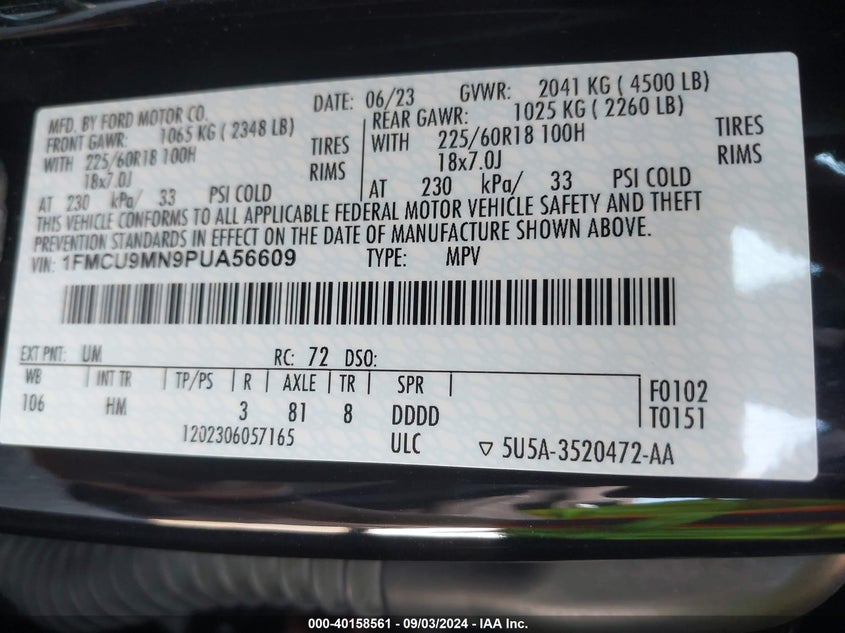 MFD. BY FORD MOTOR CO.
FRONT GAWR: 1065 KG ( 2348 LB)
WITH 225/60R18 100H TIRES
18x7.0J RIMS
AT 230 kPa/ 33 PSI COLD
DATE: 06/23 GVWR: 2041 KG ( 4500 LB)
REAR GAWR: 1025 KG ( 2260 LB)
WITH 225/60R18 100H TIRES
18x7.0J RIMS
AT 230 kPa/ 33 PSI COLD
THIS VEHICLE CONFORMS TO ALL APPLICABLE FEDERAL MOTOR VEHICLE SAFETY AND THEFT
PREVENTION STANDARDS IN EFFECT ON THE DATE OF MANUFACTURE SHOWN ABOVE.
VIN: 1FMCU9MN9PUA56609 TYPE: MPV
EXT PNT: UM RC: 72 DSO:
WB INT TR TP/PS R AXLE TR SPR
106 HM 3 81 8 DDDD
F0102
T0151
1202306057165 ULC 5U5A-3520472-AA
000-40158561 - 09/03/2024 - IAA Inc.